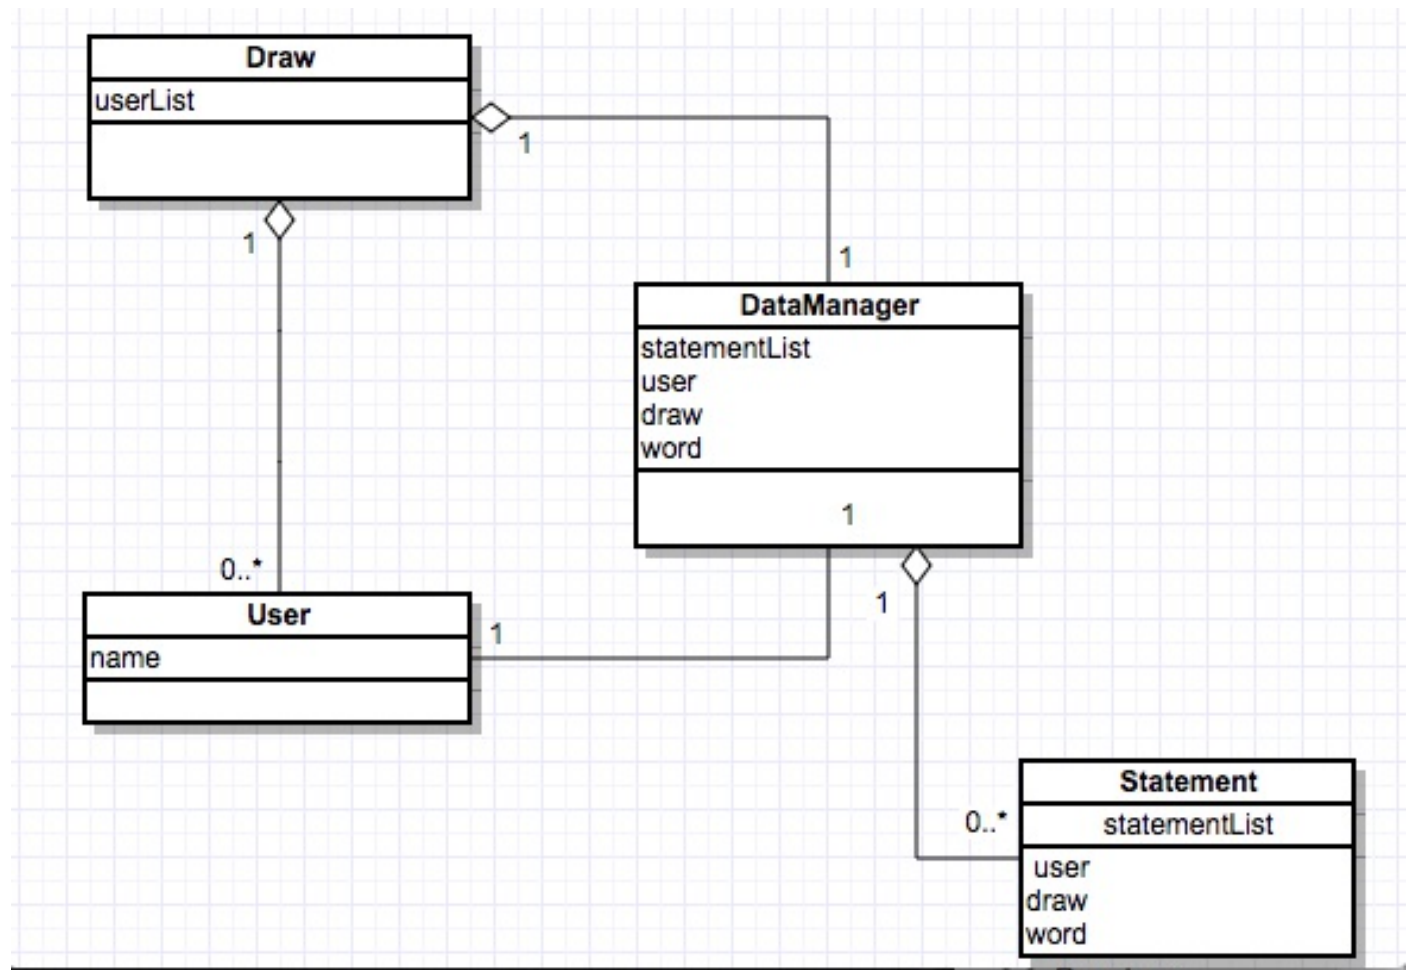 Draw
userList
1
1
1
DataManager
statementList
user
draw
word
1
0..*
User
name
1
1
0..*
Statement
statementList
user
draw
word